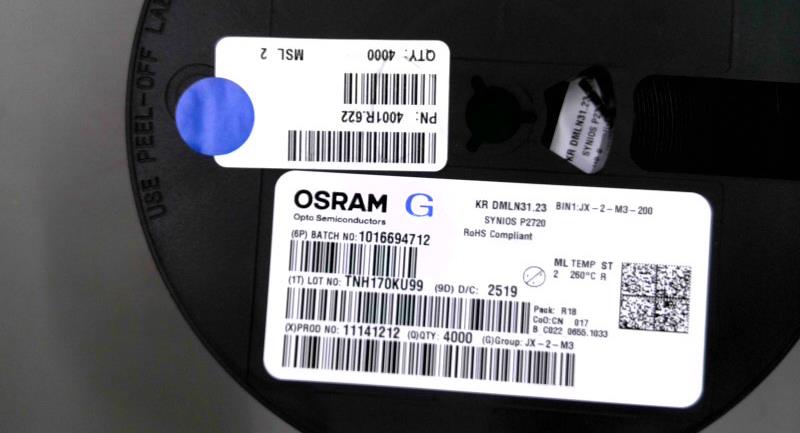 USE PEEL-OFF LA
QTY: 4000 MSL 2
PN: 4001R.622
KR DMLN31.23
SYNIOS P27
OSRAM G
Opto Semiconductors
KR DMLN31.23 BIN1:JX-2-M3-200
SYNIOS P2720
RoHS Compliant
(6P) BATCH NO:1016694712
ML TEMP ST
2 260°C R
(1T) LOT NO: TNH170KU99 (9D) D/C: 2519
Pack: R18
CoO:CN 017
B C022 0655.1033
(X)PROD NO: 11141212 (Q)QTY: 4000 (G)Group: JX-2-M3